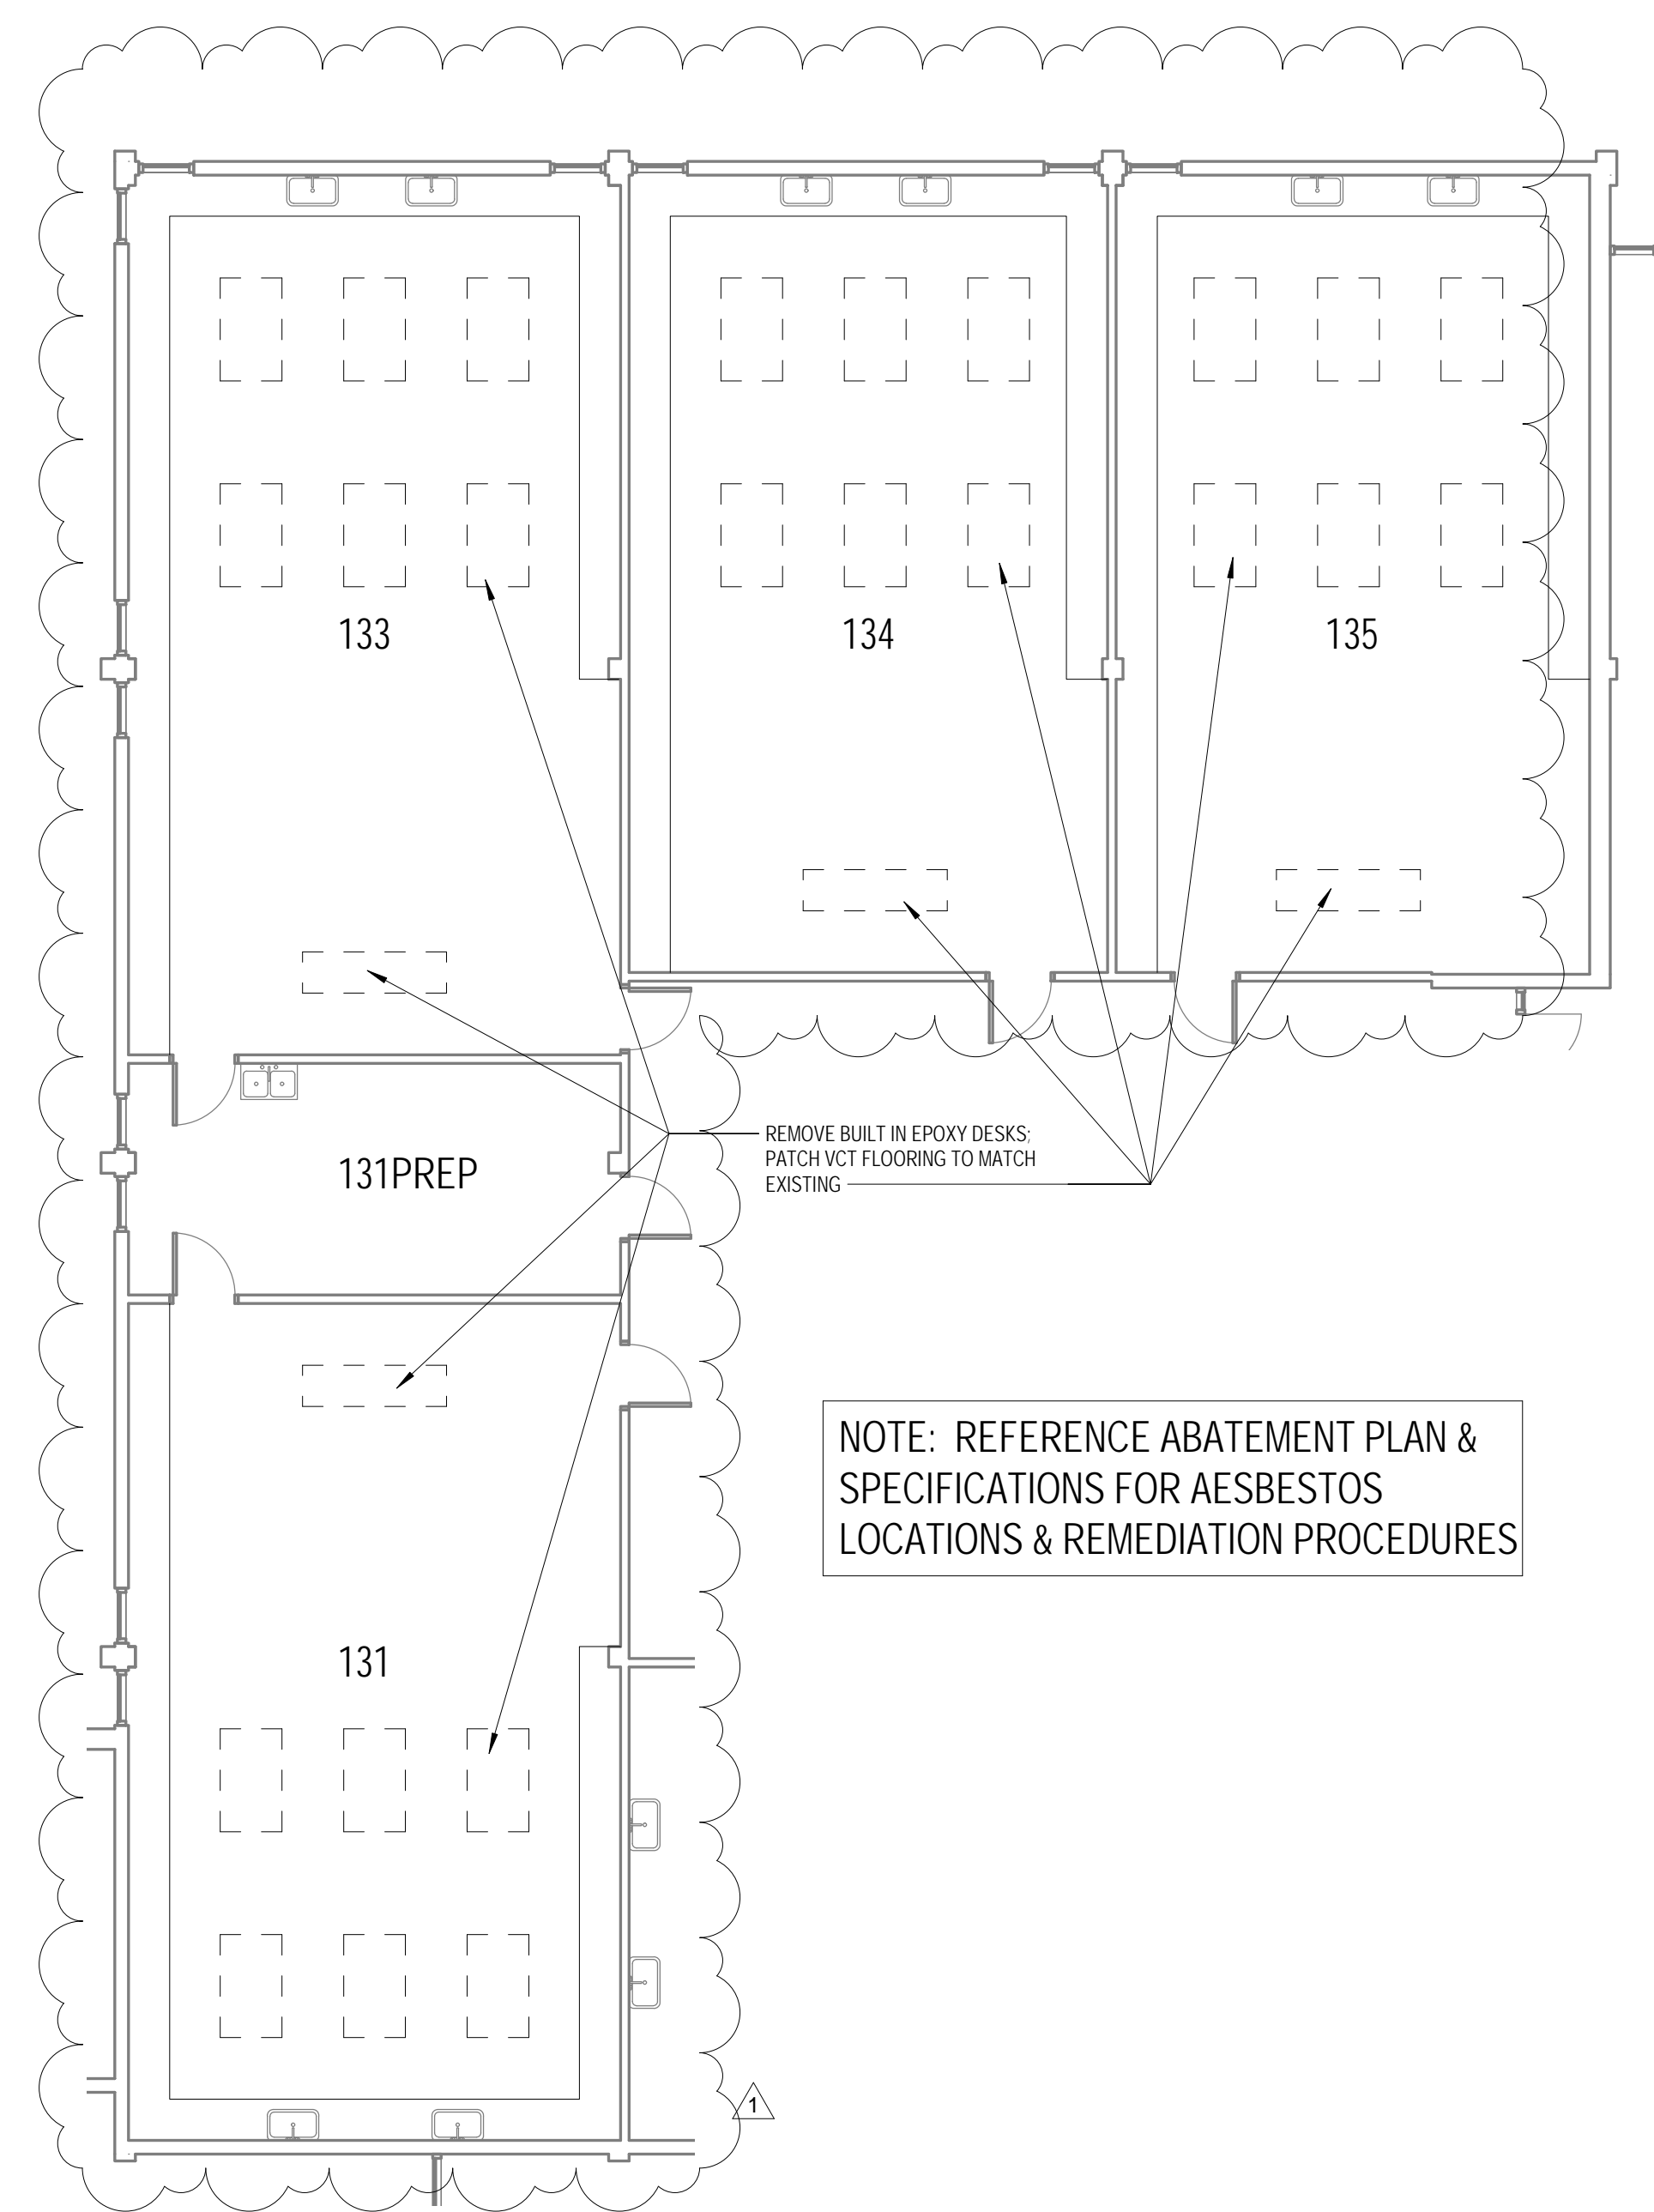 133
134
135
REMOVE BUILT IN EPOXY DESKS;
PATCH VCT FLOORING TO MATCH
EXISTING
131PREP
NOTE:  REFERENCE ABATEMENT PLAN &
SPECIFICATIONS FOR AESBESTOS
LOCATIONS & REMEDIATION PROCEDURES
131
1